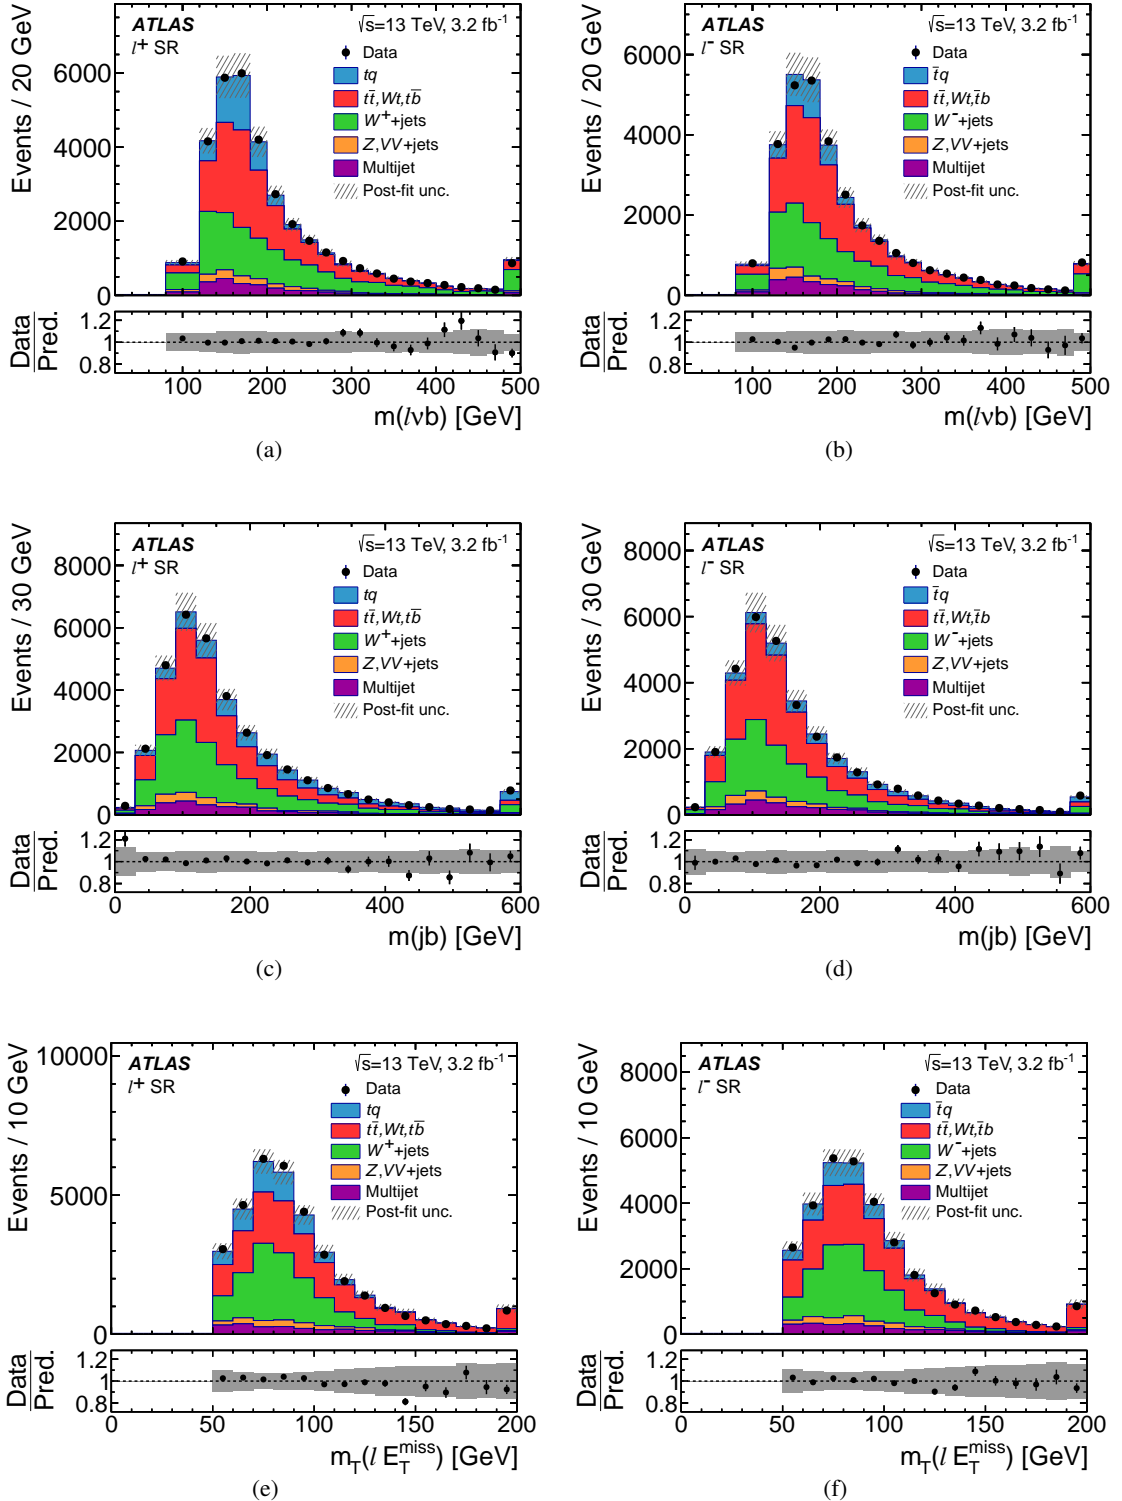 ATLAS √s=13 TeV, 3.2 fb⁻¹
l⁺ SR
Data
tq
tt̄,Wt,tb̄
W⁺+jets
Z,VV+jets
Multijet
Post-fit unc.
Events / 20 GeV
6000
4000
2000
0
Data
Pred.
1.2
1
0.8
100 200 300 400 500
m(lνb) [GeV]
(a)
ATLAS √s=13 TeV, 3.2 fb⁻¹
l⁻ SR
Data
t̄q
tt̄,Wt,t̄b
W⁻+jets
Z,VV+jets
Multijet
Post-fit unc.
Events / 20 GeV
6000
4000
2000
0
Data
Pred.
1.2
1
0.8
100 200 300 400 500
m(lνb) [GeV]
(b)
ATLAS √s=13 TeV, 3.2 fb⁻¹
l⁺ SR
Data
tq
tt̄,Wt,tb̄
W⁺+jets
Z,VV+jets
Multijet
Post-fit unc.
Events / 30 GeV
8000
6000
4000
2000
0
Data
Pred.
1.2
1
0.8
0 200 400 600
m(jb) [GeV]
(c)
ATLAS √s=13 TeV, 3.2 fb⁻¹
l⁻ SR
Data
t̄q
tt̄,Wt,t̄b
W⁻+jets
Z,VV+jets
Multijet
Post-fit unc.
Events / 30 GeV
8000
6000
4000
2000
0
Data
Pred.
1.2
1
0.8
0 200 400 600
m(jb) [GeV]
(d)
ATLAS √s=13 TeV, 3.2 fb⁻¹
l⁺ SR
Data
tq
tt̄,Wt,tb̄
W⁺+jets
Z,VV+jets
Multijet
Post-fit unc.
Events / 10 GeV
10000
5000
0
Data
Pred.
1.2
1
0.8
0 50 100 150 200
m_T(l E_T^miss) [GeV]
(e)
ATLAS √s=13 TeV, 3.2 fb⁻¹
l⁻ SR
Data
t̄q
tt̄,Wt,t̄b
W⁻+jets
Z,VV+jets
Multijet
Post-fit unc.
Events / 10 GeV
8000
6000
4000
2000
0
Data
Pred.
1.2
1
0.8
0 50 100 150 200
m_T(l E_T^miss) [GeV]
(f)